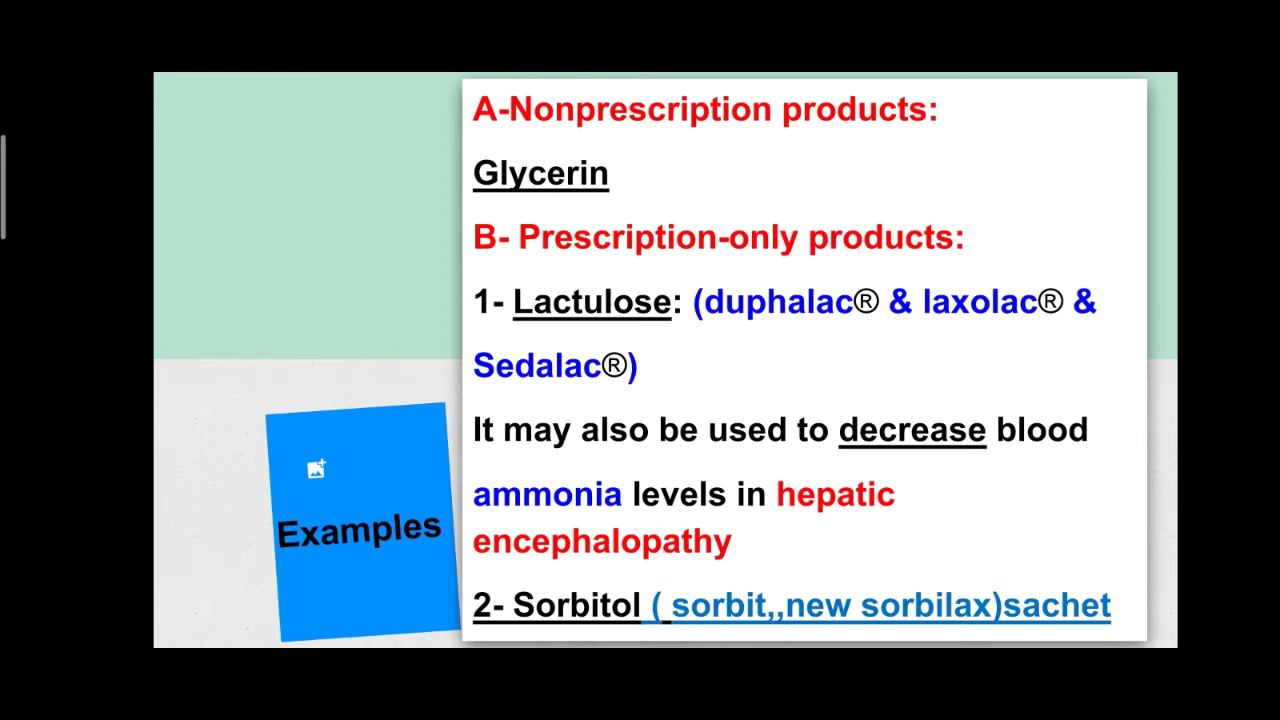 A-Nonprescription products:
Glycerin
B- Prescription-only products:
1- Lactulose: (duphalac® & laxolac® &
Sedalac®)
It may also be used to decrease blood
ammonia levels in hepatic
encephalopathy
2- Sorbitol ( sorbit,,new sorbilax)sachet
Examples